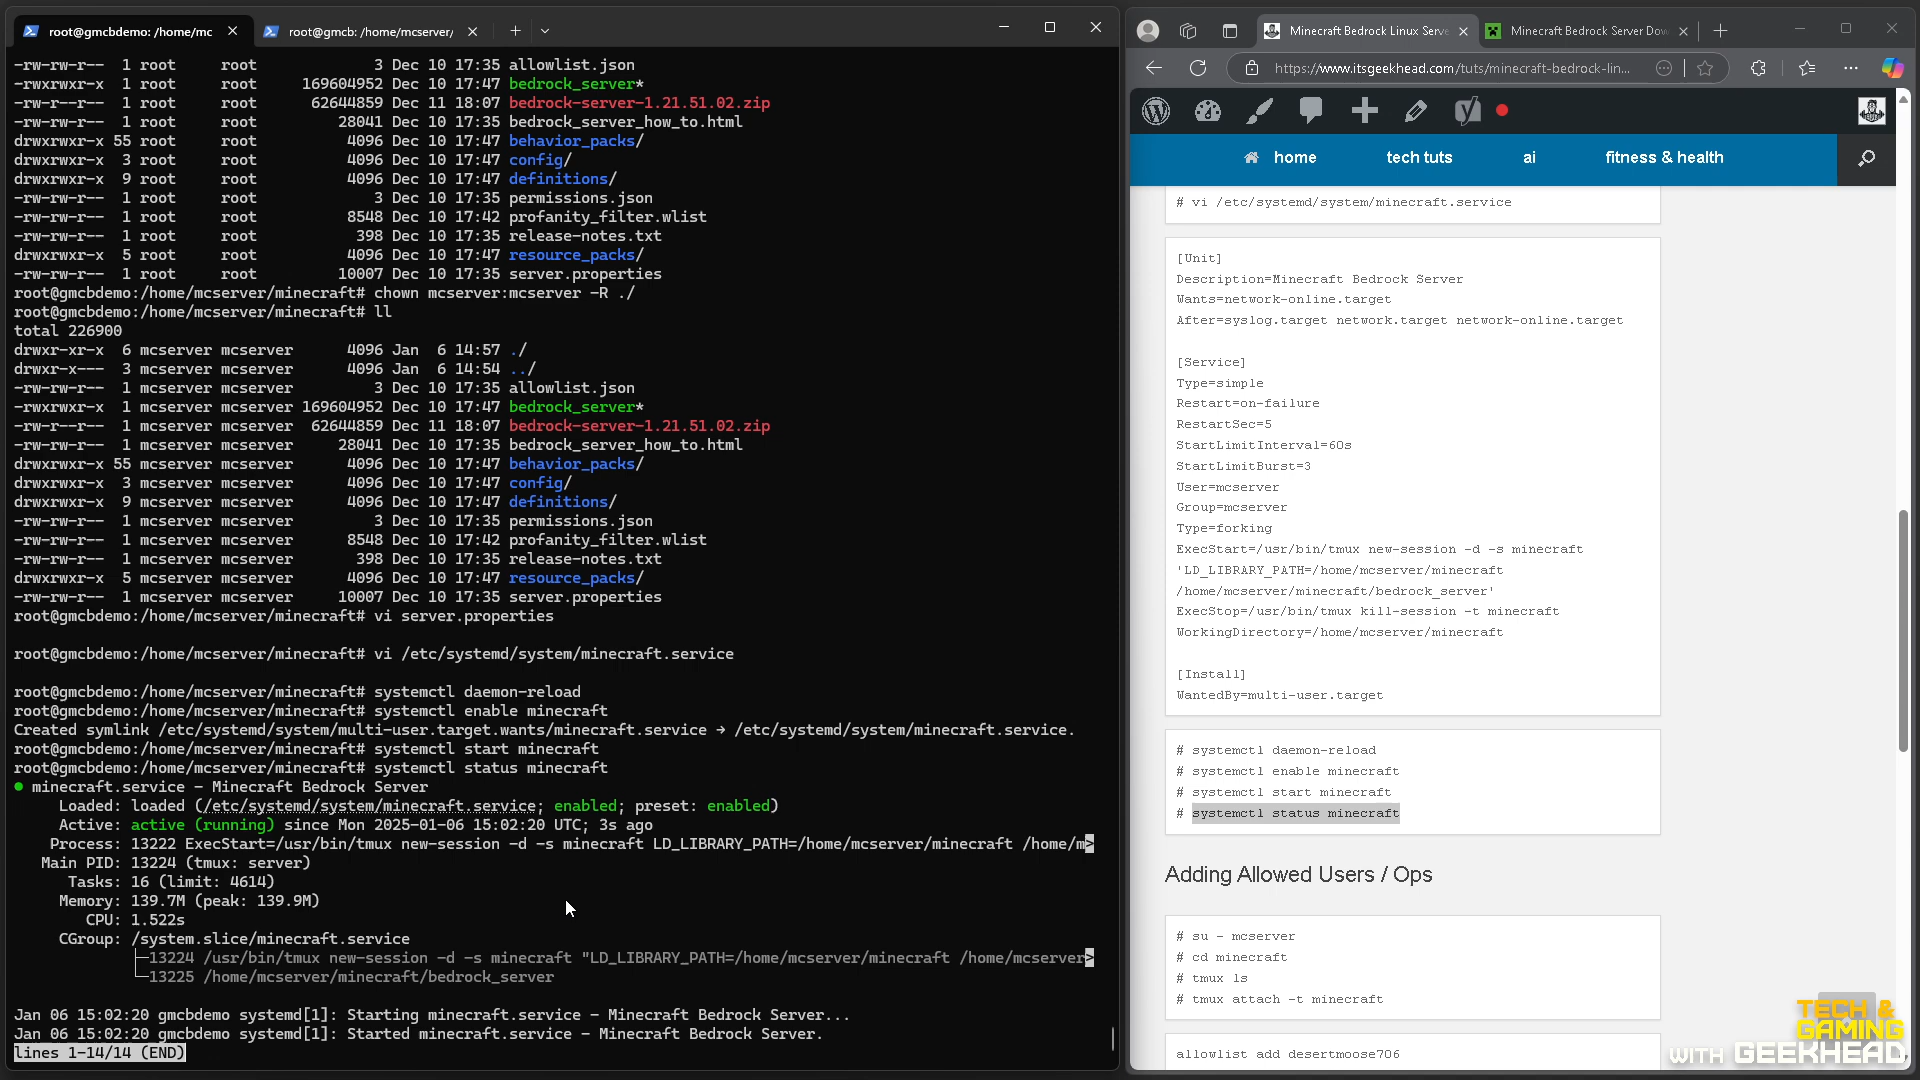 root@gmcbdemo: /home/mc
root@gmcb: /home/mcserver/
-rw-rw-r--  1 root     root             3 Dec 10 17:35 allowlist.json
-rwxrwxr-x  1 root     root     169604952 Dec 10 17:47 bedrock_server*
-rw-r--r--  1 root     root      62644859 Dec 11 18:07 bedrock-server-1.21.51.02.zip
-rw-rw-r--  1 root     root         28041 Dec 10 17:35 bedrock_server_how_to.html
drwxrwxr-x 55 root     root          4096 Dec 10 17:47 behavior_packs/
drwxrwxr-x  3 root     root          4096 Dec 10 17:47 config/
drwxrwxr-x  9 root     root          4096 Dec 10 17:47 definitions/
-rw-rw-r--  1 root     root             3 Dec 10 17:35 permissions.json
-rw-rw-r--  1 root     root          8548 Dec 10 17:42 profanity_filter.wlist
-rw-rw-r--  1 root     root           398 Dec 10 17:35 release-notes.txt
drwxrwxr-x  5 root     root          4096 Dec 10 17:47 resource_packs/
-rw-rw-r--  1 root     root         10007 Dec 10 17:35 server.properties
root@gmcbdemo:/home/mcserver/minecraft# chown mcserver:mcserver -R ./
root@gmcbdemo:/home/mcserver/minecraft# ll
total 226900
drwxr-xr-x  6 mcserver mcserver      4096 Jan  6 14:57 ./
drwxr-x---  3 mcserver mcserver      4096 Jan  6 14:54 ../
-rw-rw-r--  1 mcserver mcserver         3 Dec 10 17:35 allowlist.json
-rwxrwxr-x  1 mcserver mcserver 169604952 Dec 10 17:47 bedrock_server*
-rw-r--r--  1 mcserver mcserver  62644859 Dec 11 18:07 bedrock-server-1.21.51.02.zip
-rw-rw-r--  1 mcserver mcserver     28041 Dec 10 17:35 bedrock_server_how_to.html
drwxrwxr-x 55 mcserver mcserver      4096 Dec 10 17:47 behavior_packs/
drwxrwxr-x  3 mcserver mcserver      4096 Dec 10 17:47 config/
drwxrwxr-x  9 mcserver mcserver      4096 Dec 10 17:47 definitions/
-rw-rw-r--  1 mcserver mcserver         3 Dec 10 17:35 permissions.json
-rw-rw-r--  1 mcserver mcserver      8548 Dec 10 17:42 profanity_filter.wlist
-rw-rw-r--  1 mcserver mcserver       398 Dec 10 17:35 release-notes.txt
drwxrwxr-x  5 mcserver mcserver      4096 Dec 10 17:47 resource_packs/
-rw-rw-r--  1 mcserver mcserver     10007 Dec 10 17:35 server.properties
root@gmcbdemo:/home/mcserver/minecraft# vi server.properties
root@gmcbdemo:/home/mcserver/minecraft# vi /etc/systemd/system/minecraft.service
root@gmcbdemo:/home/mcserver/minecraft# systemctl daemon-reload
root@gmcbdemo:/home/mcserver/minecraft# systemctl enable minecraft
Created symlink /etc/systemd/system/multi-user.target.wants/minecraft.service → /etc/systemd/system/minecraft.service.
root@gmcbdemo:/home/mcserver/minecraft# systemctl start minecraft
root@gmcbdemo:/home/mcserver/minecraft# systemctl status minecraft
● minecraft.service - Minecraft Bedrock Server
Loaded: loaded (/etc/systemd/system/minecraft.service; enabled; preset: enabled)
Active: active (running) since Mon 2025-01-06 15:02:20 UTC; 3s ago
Process: 13222 ExecStart=/usr/bin/tmux new-session -d -s minecraft LD_LIBRARY_PATH=/home/mcserver/minecraft /home/m>
Main PID: 13224 (tmux: server)
Tasks: 16 (limit: 4614)
Memory: 139.7M (peak: 139.9M)
CPU: 1.522s
CGroup: /system.slice/minecraft.service
├─13224 /usr/bin/tmux new-session -d -s minecraft "LD_LIBRARY_PATH=/home/mcserver/minecraft /home/mcserver>
└─13225 /home/mcserver/minecraft/bedrock_server
Jan 06 15:02:20 gmcbdemo systemd[1]: Starting minecraft.service - Minecraft Bedrock Server...
Jan 06 15:02:20 gmcbdemo systemd[1]: Started minecraft.service - Minecraft Bedrock Server.
lines 1-14/14 (END)
Minecraft Bedrock Linux Serve
Minecraft Bedrock Server Dow
https://www.itsgeekhead.com/tuts/minecraft-bedrock-lin...
home
tech tuts
ai
fitness & health
# vi /etc/systemd/system/minecraft.service
[Unit]
Description=Minecraft Bedrock Server
Wants=network-online.target
After=syslog.target network.target network-online.target
[Service]
Type=simple
Restart=on-failure
RestartSec=5
StartLimitInterval=60s
StartLimitBurst=3
User=mcserver
Group=mcserver
Type=forking
ExecStart=/usr/bin/tmux new-session -d -s minecraft
'LD_LIBRARY_PATH=/home/mcserver/minecraft
/home/mcserver/minecraft/bedrock_server'
ExecStop=/usr/bin/tmux kill-session -t minecraft
WorkingDirectory=/home/mcserver/minecraft
[Install]
WantedBy=multi-user.target
# systemctl daemon-reload
# systemctl enable minecraft
# systemctl start minecraft
# systemctl status minecraft
Adding Allowed Users / Ops
# su - mcserver
# cd minecraft
# tmux ls
# tmux attach -t minecraft
allowlist add desertmoose706
TECH &
GAMING
WITH GEEKHEAD